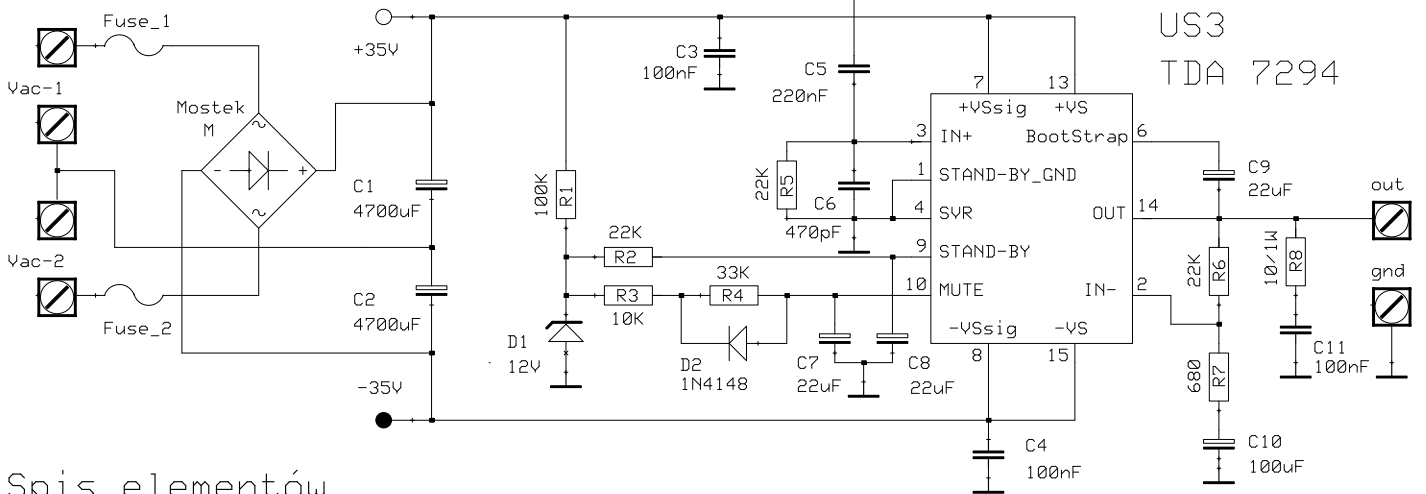 Fuse_1
Vac-1
Mostek
M
~
- +
~
Vac-2
Fuse_2
+35V
-35V
C1
4700uF
C2
4700uF
C3
100nF
C5
220nF
US3
TDA 7294
100K
R1
22K
R2
R3
10K
33K
R4
D1
12V
D2
1N4148
22K
R5
C6
470pF
C7
22uF
C8
22uF
7
13
+VSsig
+VS
3
IN+
BootStrap
6
1
STAND-BY_GND
4
SVR
OUT
14
9
STAND-BY
10
MUTE
IN-
2
-VSsig
-VS
8
15
C4
100nF
C9
22uF
22K
R6
10/1W
R8
680
R7
C10
100uF
C11
100nF
out
gnd
Spis elementów